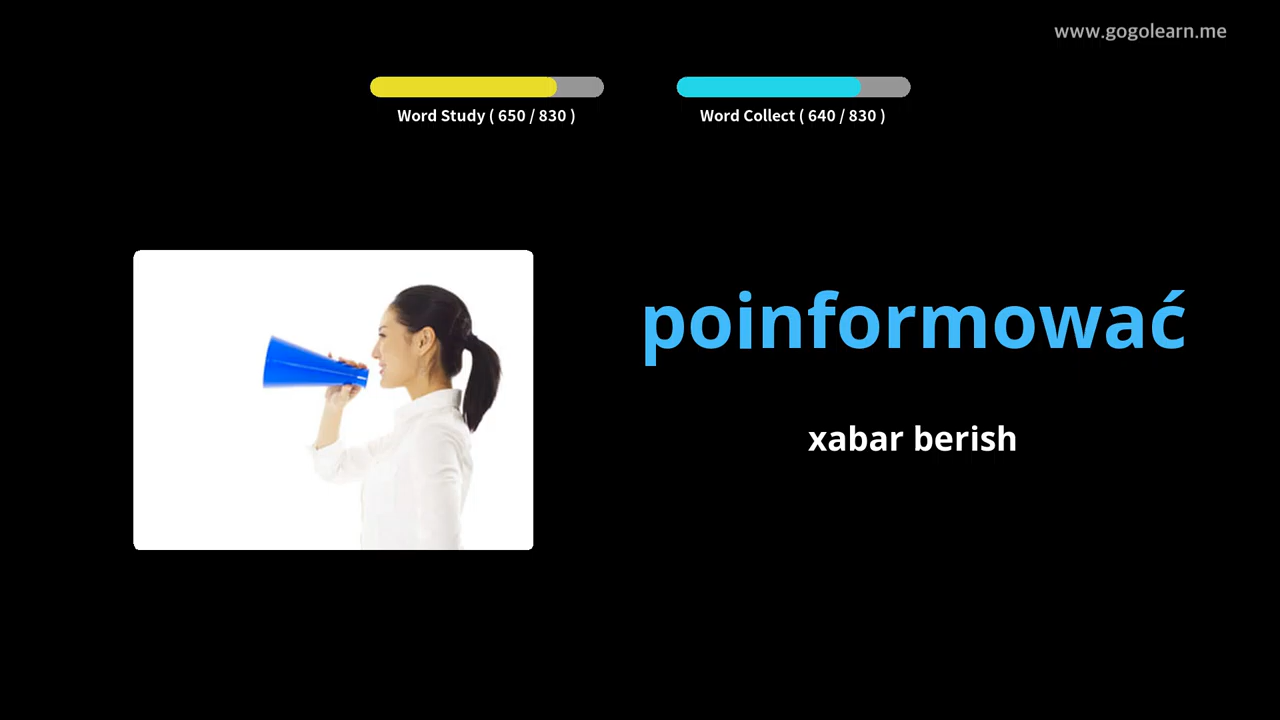 www.gogolearn.me
Word Study ( 650 / 830 )
Word Collect ( 640 / 830 )
poinformować
xabar berish